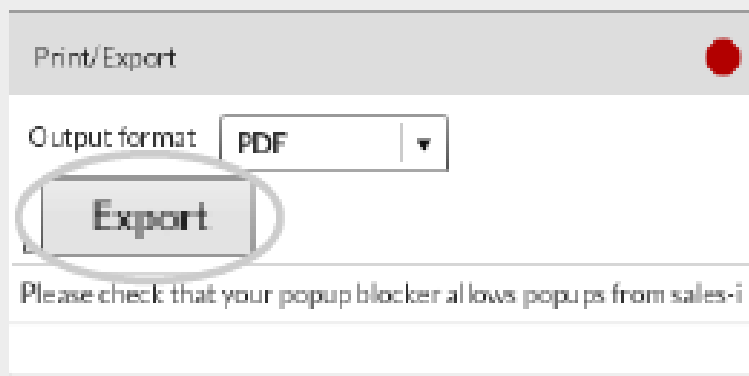 Print/Export
Output format PDF
Export
Please check that your popup blocker allows popups from sales-i